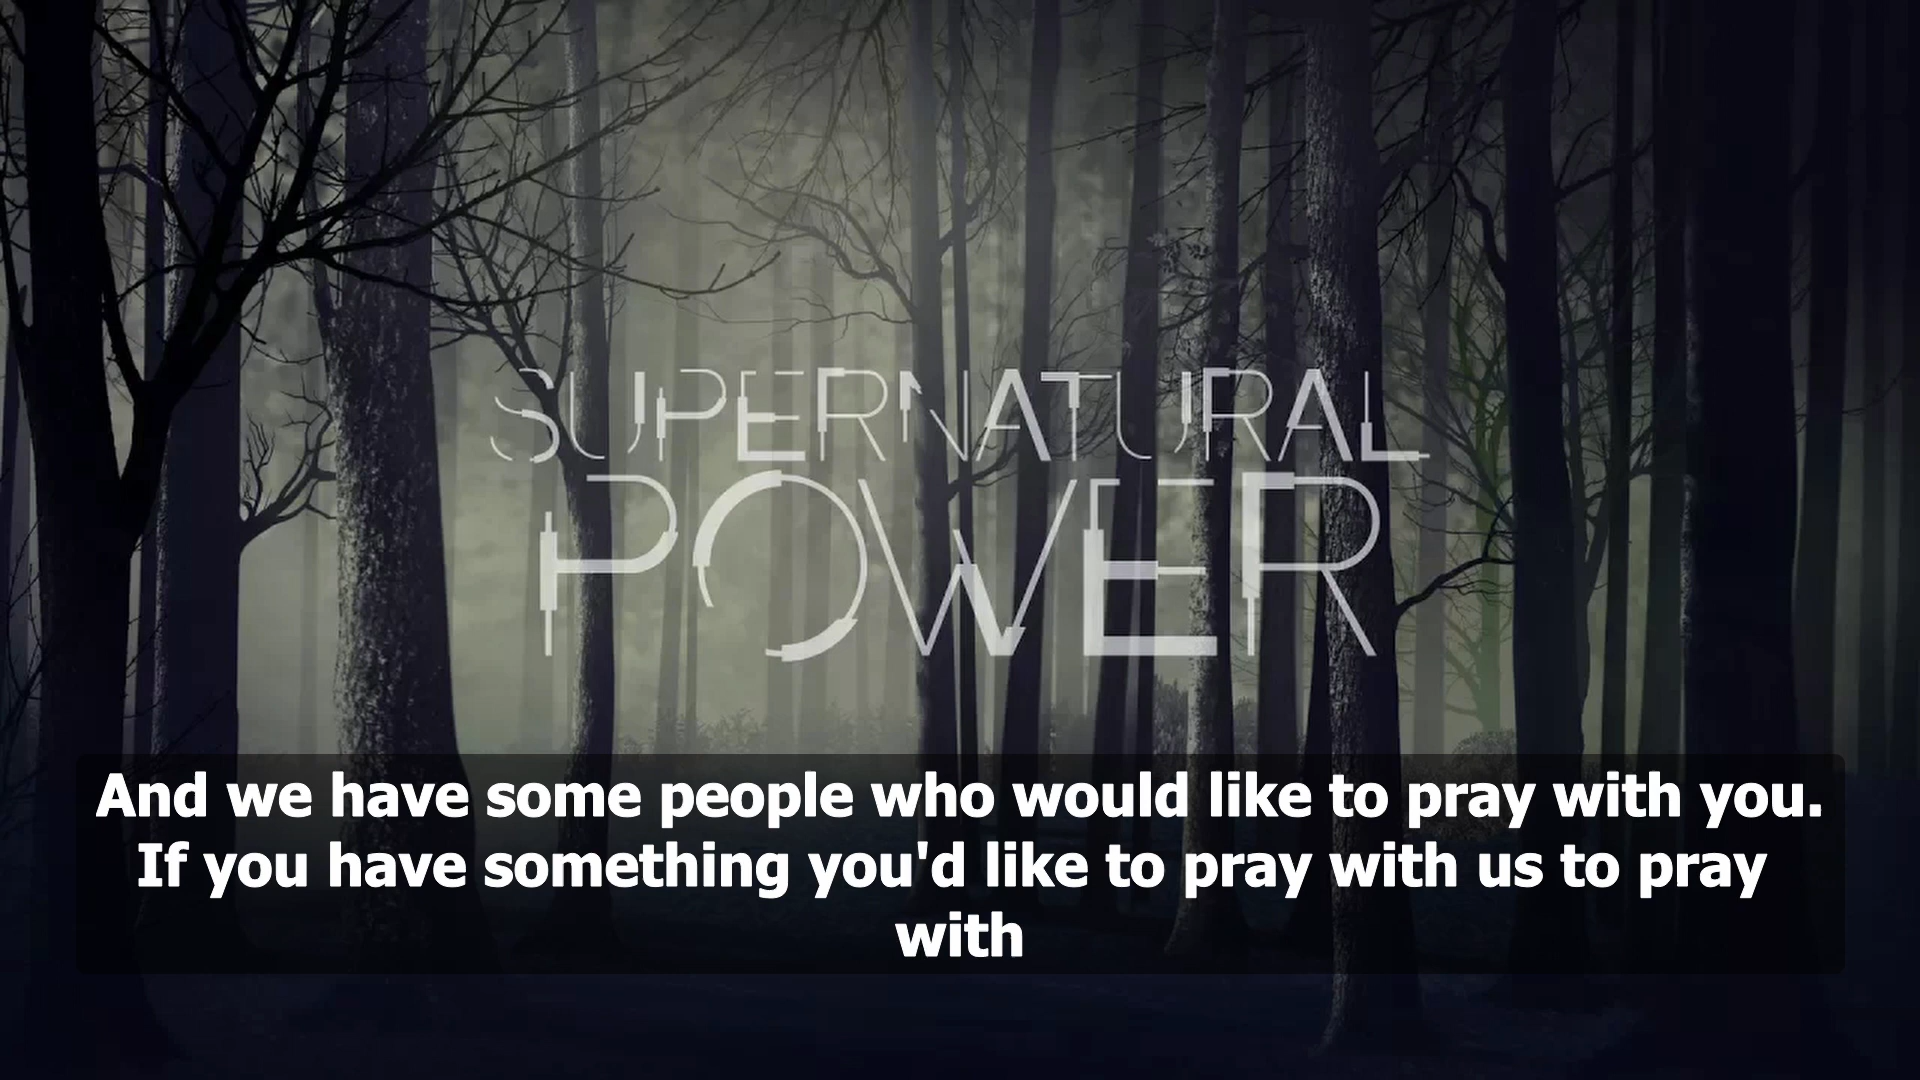 SUPERNATURAL
POWER
And we have some people who would like to pray with you.
If you have something you'd like to pray with us to pray
with